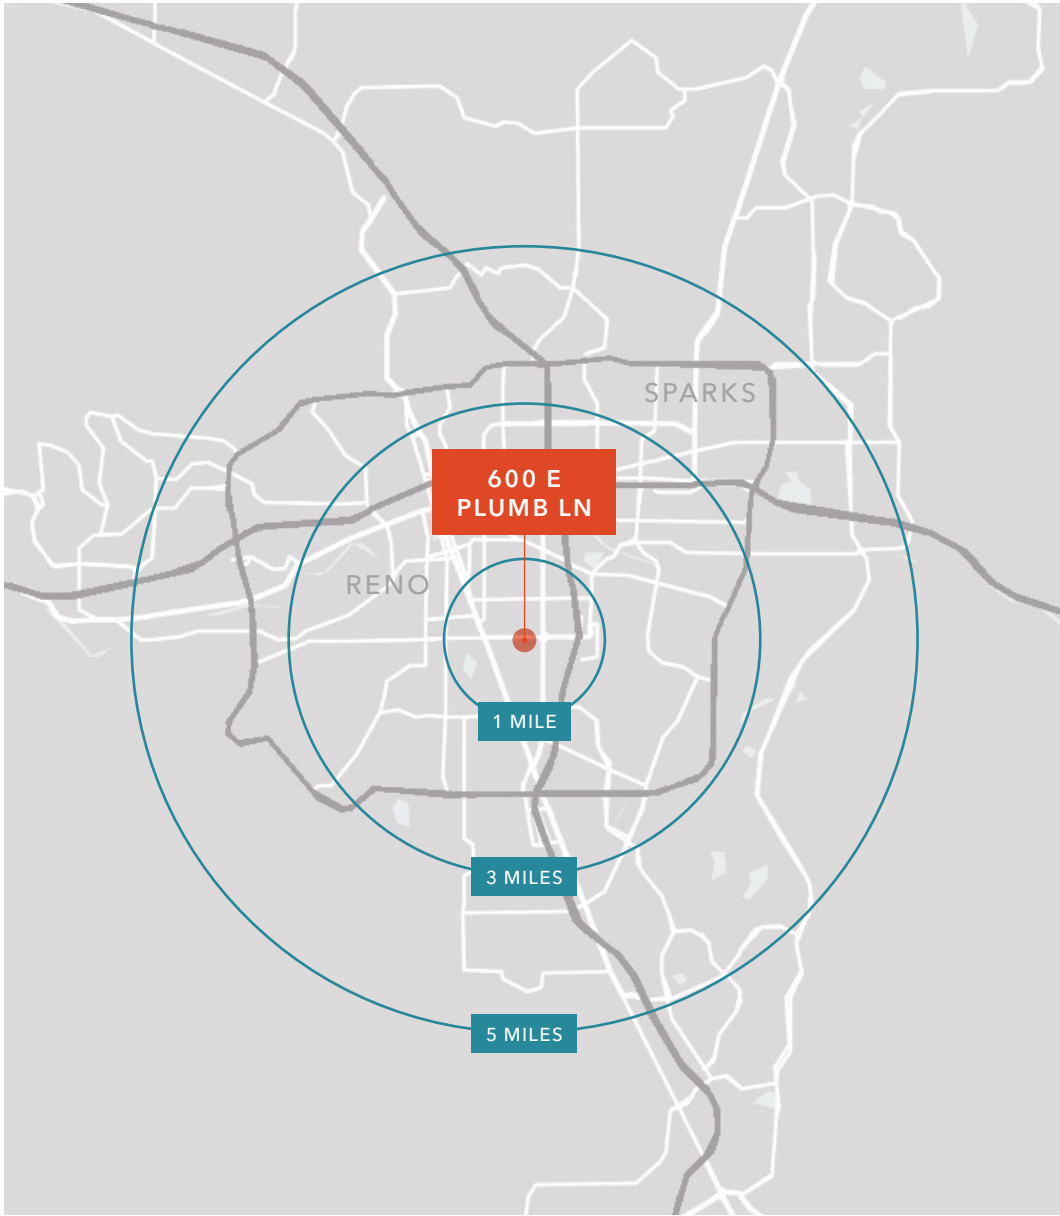 SPARKS
600 E
PLUMB LN
RENO
1 MILE
3 MILES
5 MILES